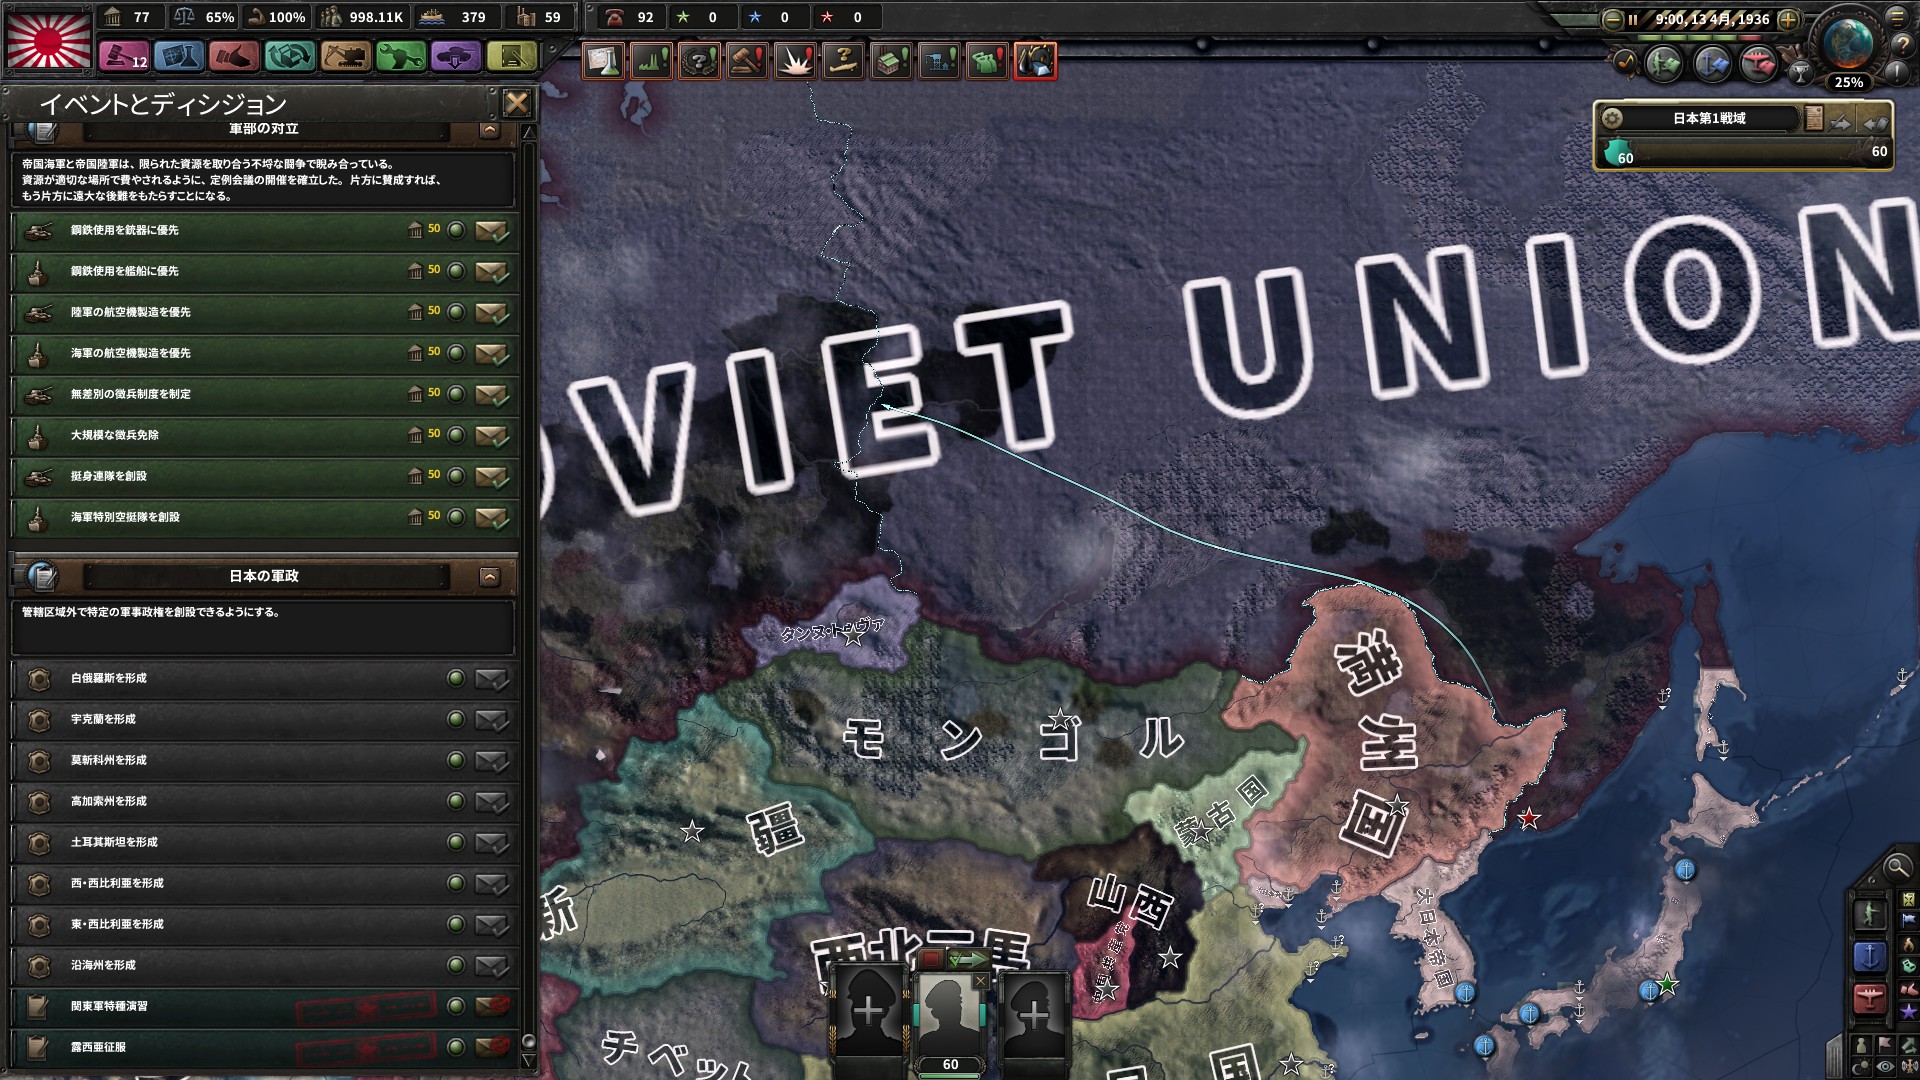 77
65%
100%
998.11K
379
59
92
0
0
0
9:00, 13 4月, 1936
12
25%
イベントとディシジョン
軍部の対立
帝国海軍と帝国陸軍は、限られた資源を取り合う不埒な闘争で睨み合っている。
資源が適切な場所で費やされるように、定例会議の開催を確立した。片方に賛成すれば、
もう片方に遠大な後難をもたらすことになる。
鋼鉄使用を銃器に優先 50
鋼鉄使用を艦船に優先 50
陸軍の航空機製造を優先 50
海軍の航空機製造を優先 50
無差別の徴兵制度を制定 50
大規模な徴兵免除 50
挺身連隊を創設 50
海軍特別空挺隊を創設 50
日本の軍政
管轄区域外で特定の軍事政権を創設できるようにする。
白俄羅斯を形成
宇克蘭を形成
莫斬科州を形成
高加索州を形成
土耳其斯坦を形成
西・西比利亜を形成
東・西比利亜を形成
沿海州を形成
関東軍特種演習
露西亜征服
日本第1戦域
60
60
OVIET UNION
タンヌ・トゥヴァ
モンゴル
満州国
蒙古国
新疆
山西
西北三馬
大日本帝国
チベット
国
60